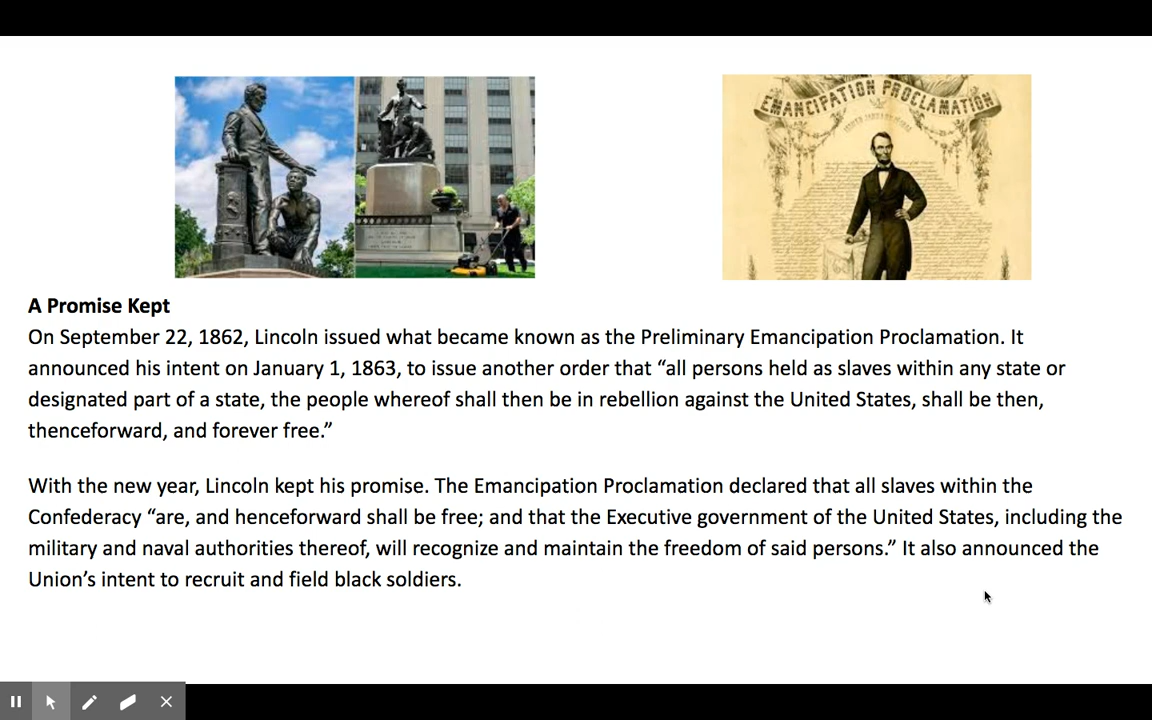 EMANCIPATION PROCLAMATION
A Promise Kept
On September 22, 1862, Lincoln issued what became known as the Preliminary Emancipation Proclamation. It
announced his intent on January 1, 1863, to issue another order that “all persons held as slaves within any state or
designated part of a state, the people whereof shall then be in rebellion against the United States, shall be then,
thenceforward, and forever free.”
With the new year, Lincoln kept his promise. The Emancipation Proclamation declared that all slaves within the
Confederacy “are, and henceforward shall be free; and that the Executive government of the United States, including the
military and naval authorities thereof, will recognize and maintain the freedom of said persons.” It also announced the
Union’s intent to recruit and field black soldiers.